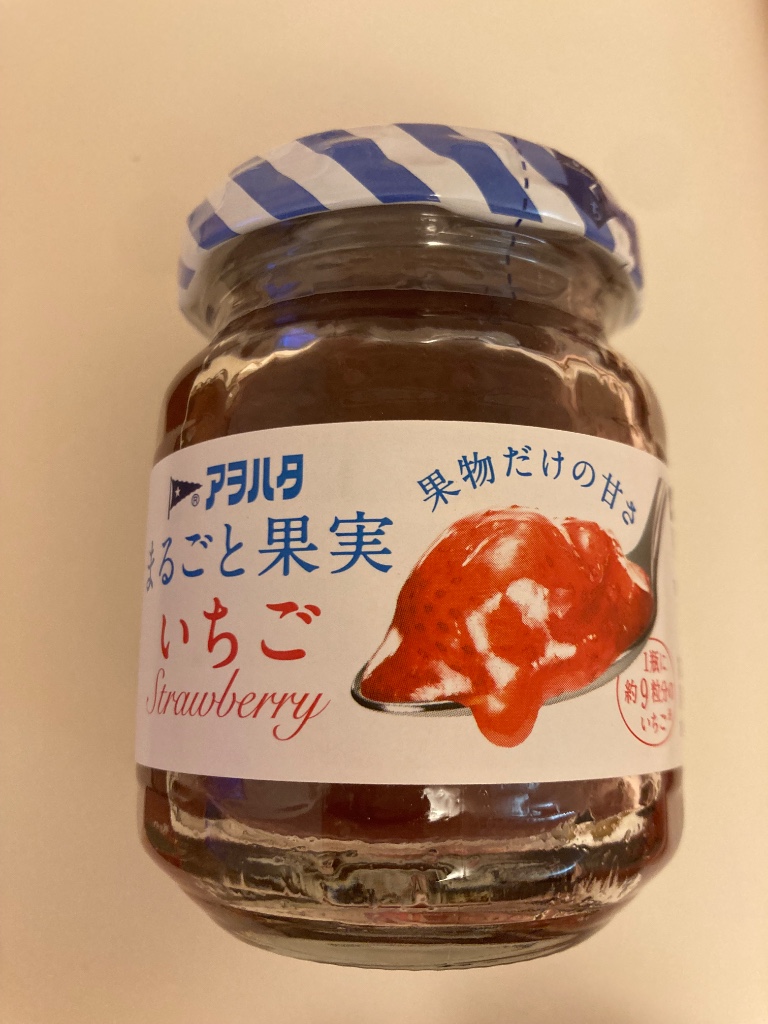 アヲハタ
®
まるごと果実
いちご
Strawberry
果物だけの甘さ
1瓶に
約9粒分の
いちご